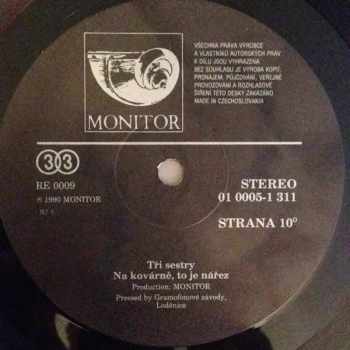 VŠECHNA PRÁVA VÝROBCE
A VLASTNÍKŮ AUTORSKÝCH PRÁV
K DÍLU JSOU VYHRAZENA
BEZ SOUHLASU JE VÝROBA KOPIÍ,
PRONÁJEM, PŮJČOVÁNÍ, VEŘEJNÉ
PROVOZOVÁNÍ A ROZHLASOVÉ
ŠÍŘENÍ TÉTO DESKY ZAKÁZÁNO
MADE IN CZECHOSLOVAKIA
MONITOR
33
RE 0009
℗ 1990 MONITOR
STEREO
01 0005-1 311
STRANA 10⁰
Tři sestry
Na kovárně, to je nářez
Production: MONITOR
Pressed by Gramofonové závody,
Loděnice